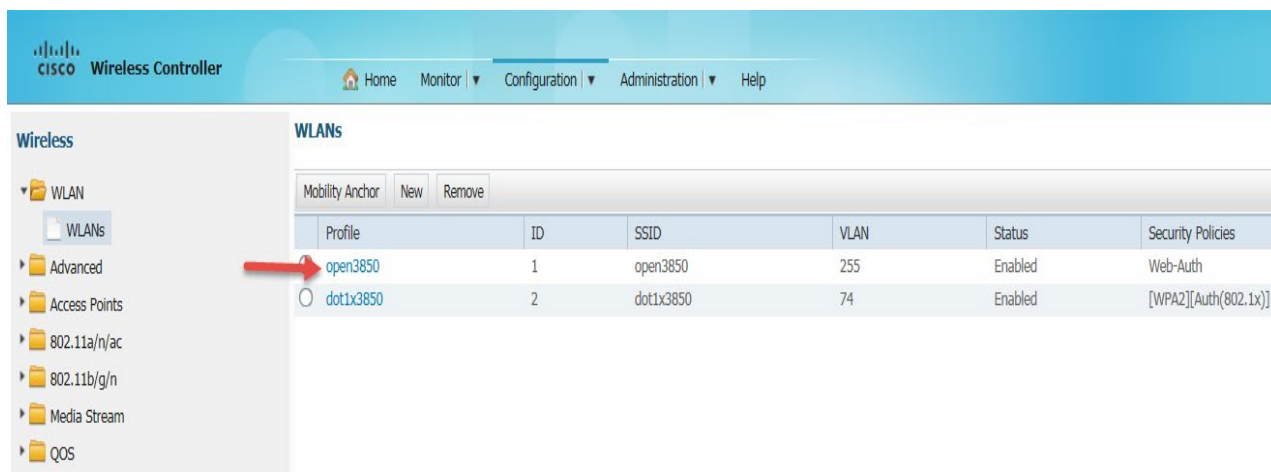 CISCO Wireless Controller
Home Monitor Configuration Administration Help
Wireless
WLAN
WLANs
Advanced
Access Points
802.11a/n/ac
802.11b/g/n
Media Stream
QOS
WLANs
Mobility Anchor New Remove
Profile ID SSID VLAN Status Security Policies
open3850 1 open3850 255 Enabled Web-Auth
dot1x3850 2 dot1x3850 74 Enabled [WPA2][Auth(802.1x)]